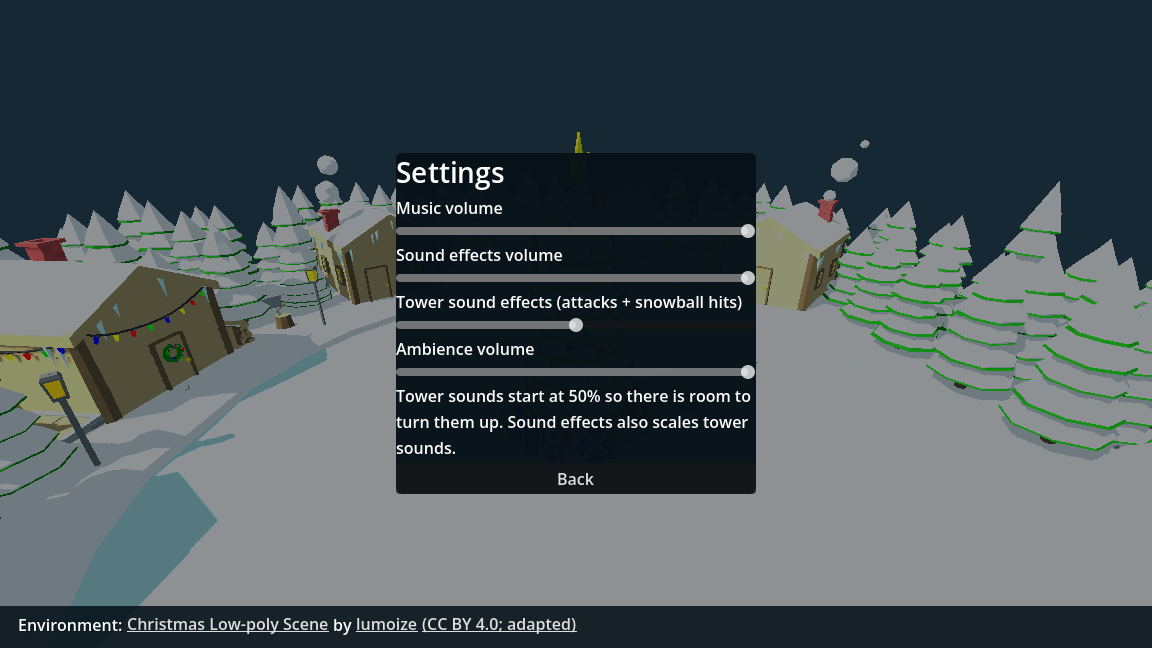 Settings
Music volume
Sound effects volume
Tower sound effects (attacks + snowball hits)
Ambience volume
Tower sounds start at 50% so there is room to
turn them up. Sound effects also scales tower
sounds.
Back
Environment: Christmas Low-poly Scene by lumoize (CC BY 4.0; adapted)